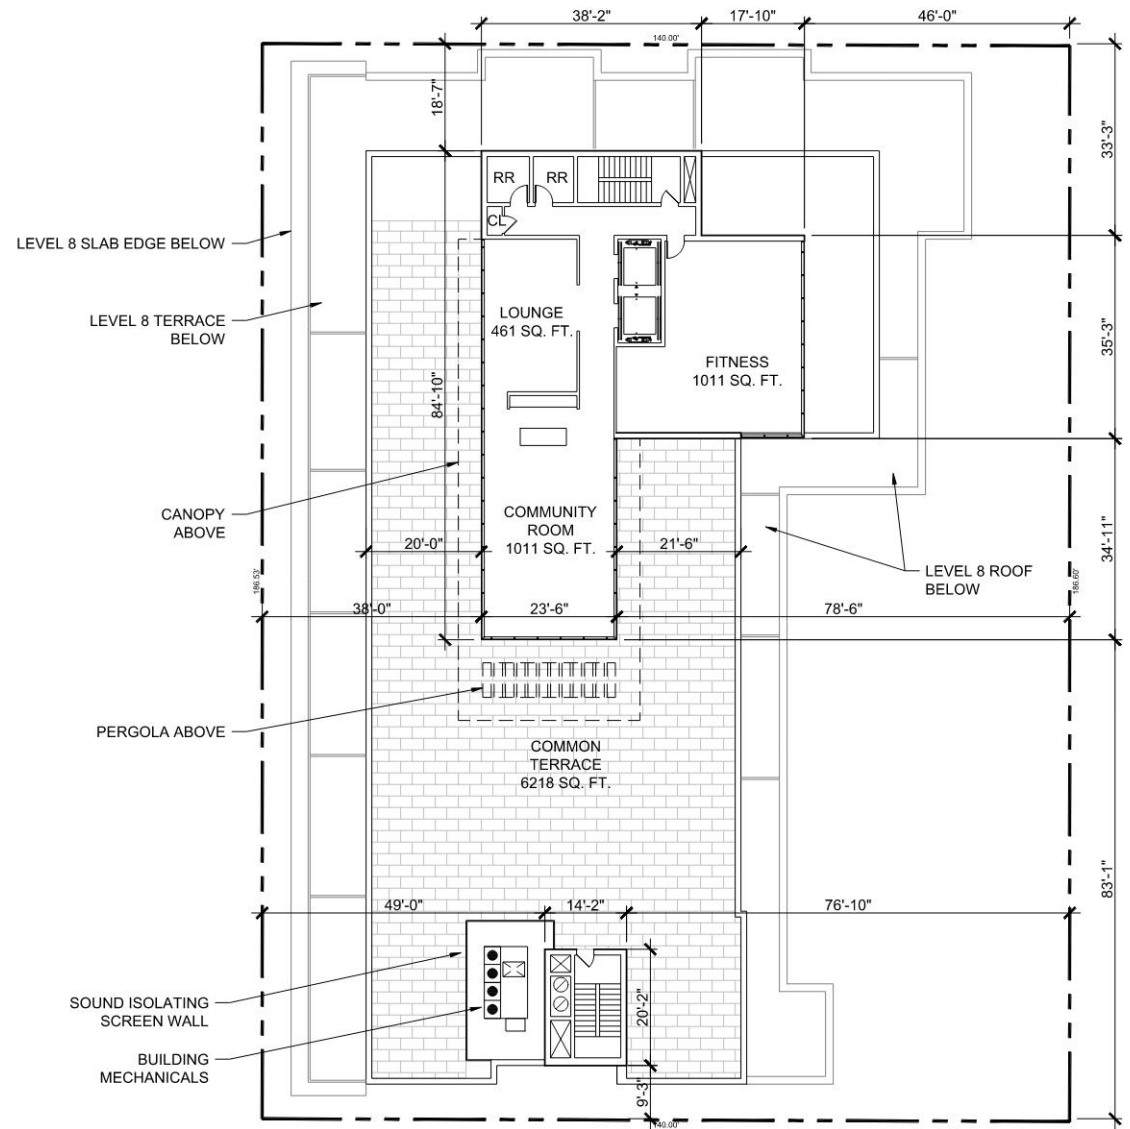 38'-2"
17'-10"
46'-0"
140.00'
18'-7"
33'-3"
RR
RR
CL
LEVEL 8 SLAB EDGE BELOW
LEVEL 8 TERRACE
BELOW
LOUNGE
461 SQ. FT.
FITNESS
1011 SQ. FT.
35'-3"
84'-10"
CANOPY
ABOVE
COMMUNITY
ROOM
1011 SQ. FT.
20'-0"
21'-6"
34'-11"
LEVEL 8 ROOF
BELOW
186.53'
186.60'
38'-0"
23'-6"
78'-6"
PERGOLA ABOVE
COMMON
TERRACE
6218 SQ. FT.
83'-1"
49'-0"
14'-2"
76'-10"
SOUND ISOLATING
SCREEN WALL
20'-2"
BUILDING
MECHANICALS
9'-3"
140.00'